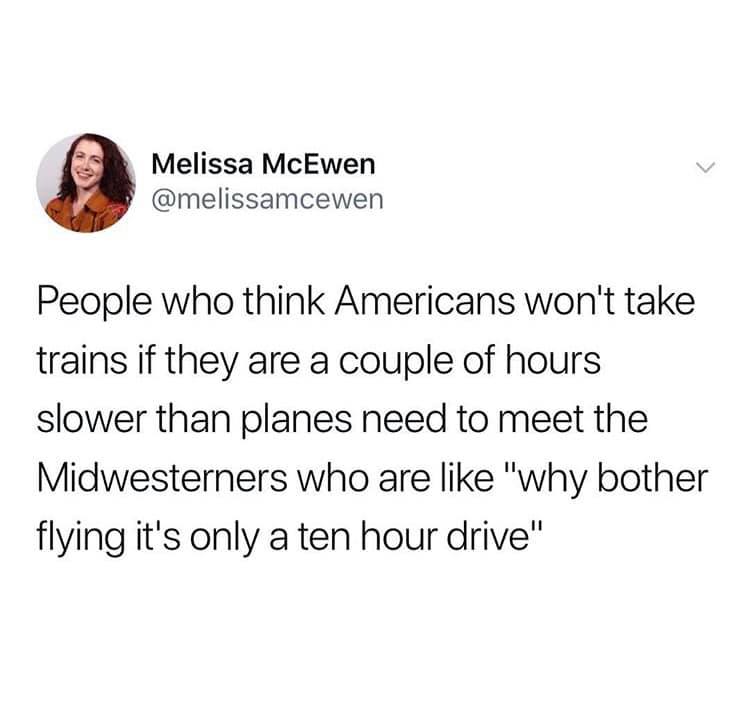 Melissa McEwen
@melissamcewen
People who think Americans won't take
trains if they are a couple of hours
slower than planes need to meet the
Midwesterners who are like "why bother
flying it's only a ten hour drive"